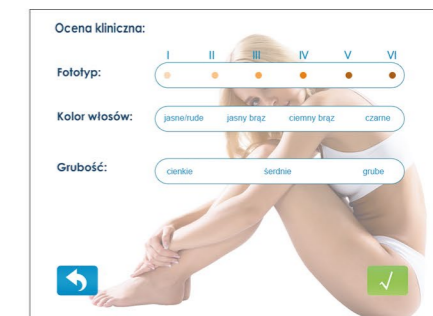 Ocena kliniczna:
I II III IV V VI
Fototyp:
Kolor włosów: jasne/rude jasny brąz ciemny brąz czarne
Grubość: cienkie śerdnie grube